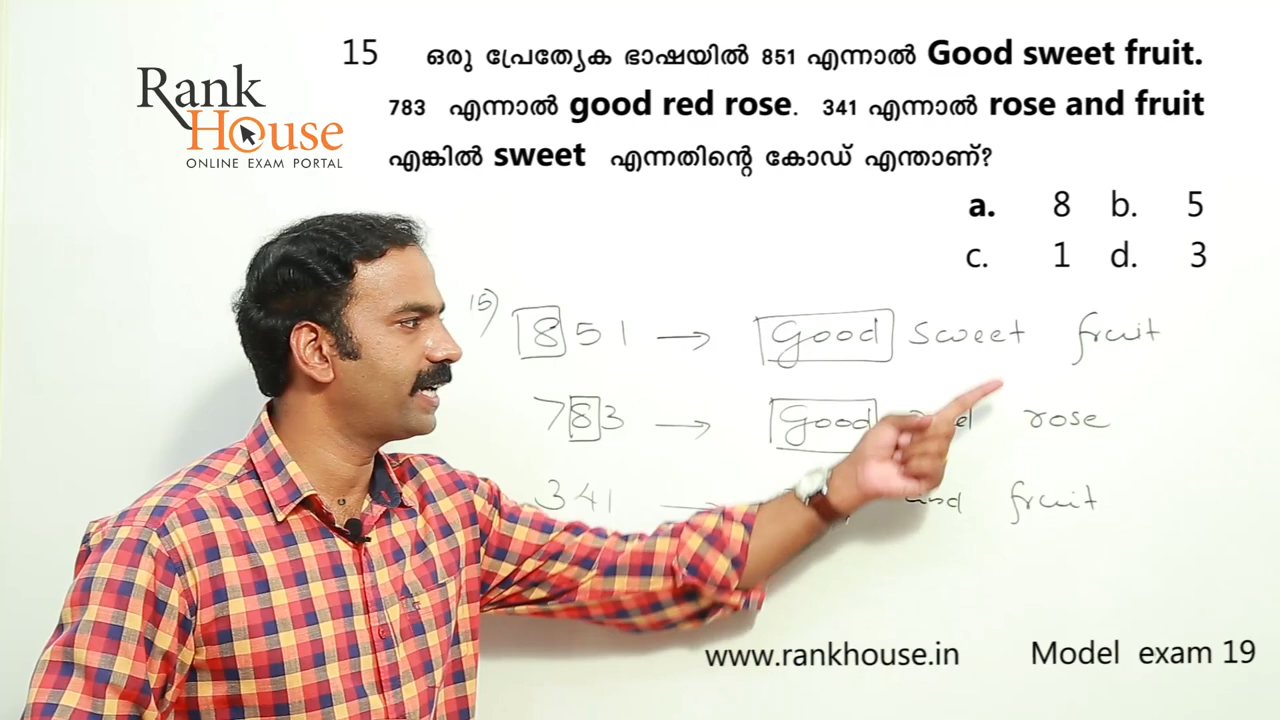 15 ഒരു പ്രേത്യേക ഭാഷയിൽ 851 എന്നാൽ Good sweet fruit.
783 എന്നാൽ good red rose. 341 എന്നാൽ rose and fruit
എങ്കിൽ sweet എന്നതിന്റെ കോഡ് എന്താണ്?
Rank
House
ONLINE EXAM PORTAL
a. 8 b. 5
c. 1 d. 3
15) 851 → Good sweet fruit
783 → Good rose
341 → and fruit
www.rankhouse.in Model exam 19